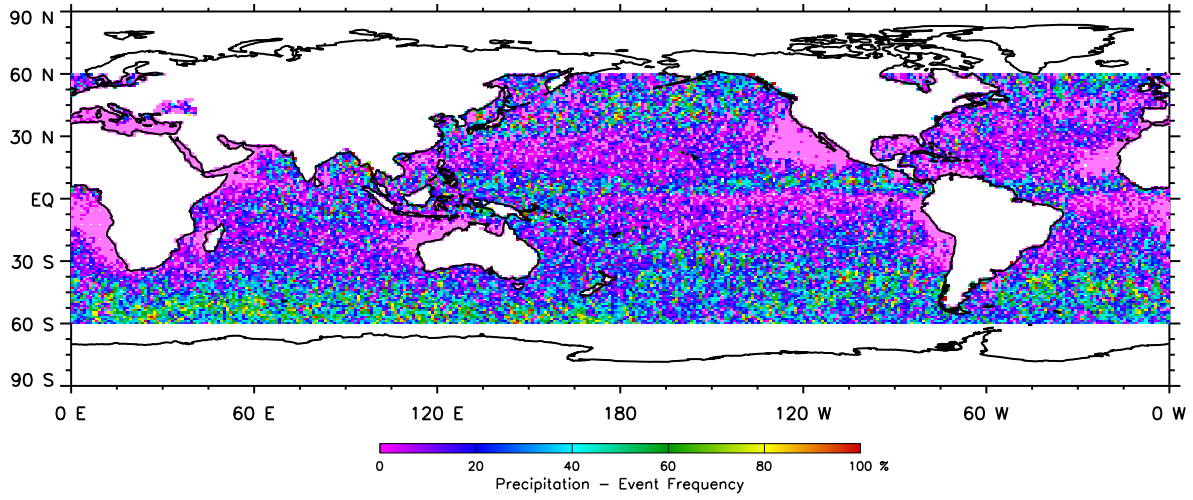 90 N
60 N
30 N
EQ
30 S
60 S
90 S
0 E 60 E 120 E 180 120 W 60 W 0 W
0 20 40 60 80 100 %
Precipitation - Event Frequency